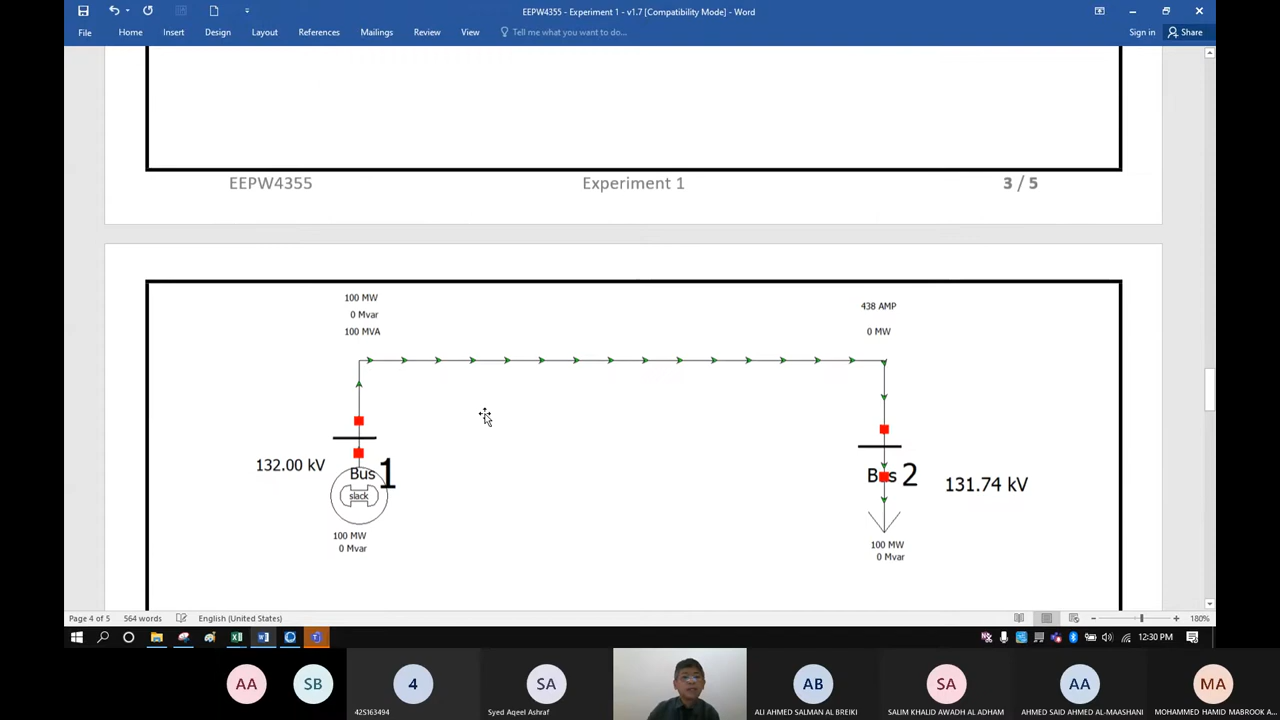 EEPW4355 - Experiment 1 - v1.7 [Compatibility Mode] - Word
File Home Insert Design Layout References Mailings Review View Tell me what you want to do... Sign in Share
EEPW4355 Experiment 1 3 / 5
100 MW
0 Mvar
100 MVA
438 AMP
0 MW
132.00 kV
Bus 1
slack
100 MW
0 Mvar
Bus 2
131.74 kV
100 MW
0 Mvar
Page 4 of 5 564 words English (United States) 180%
12:30 PM
AA SB 4 SA AB SA AA MA
425163494 Syed Aqeel Ashraf ALI AHMED SALMAN AL BREIKI SALIM KHALID AWADH AL ADHAM AHMED SAID AHMED AL-MAASHANI MOHAMMED HAMID MABROOK A...